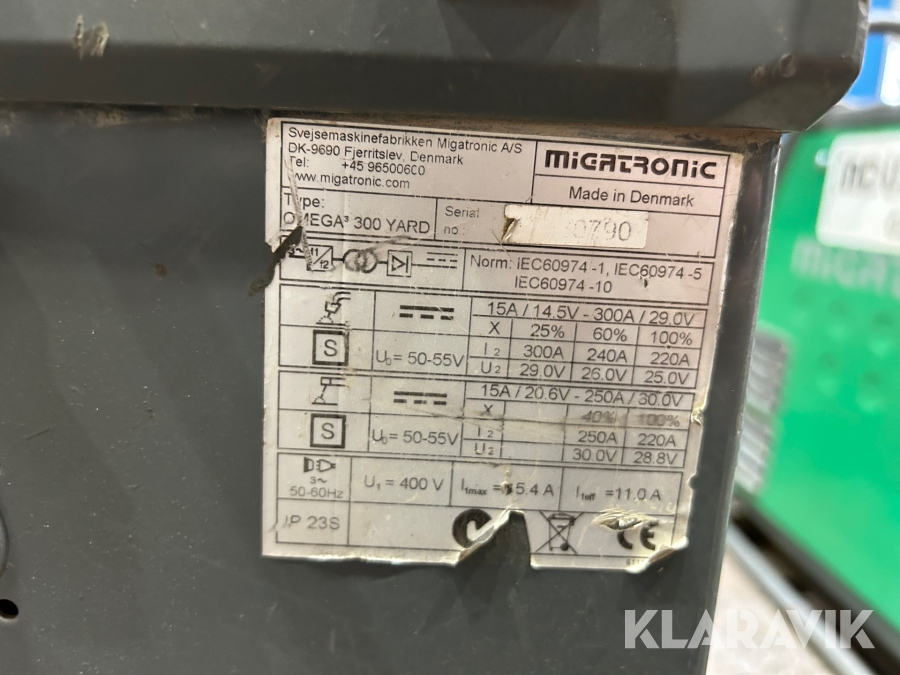 Svejsemaskinefabrikken Migatronic A/S
DK-9690 Fjerritslev, Denmark
Tel: +45 96500600
www.migatronic.com
MIGATRONIC
Made in Denmark
Type:
OMEGA³ 300 YARD
Serial
no
0790
Norm: IEC60974 -1, IEC60974 -5
IEC60974 -10
15A / 14.5V - 300A / 29.0V
X 25% 60% 100%
S
U₀= 50-55V
I₂ 300A 240A 220A
U₂ 29.0V 26.0V 25.0V
15A / 20.6V - 250A / 30.0V
X 40% 100%
S
U₀= 50-55V
I₂ 250A 220A
U₂ 30.0V 28.8V
3~
50-60Hz
U₁ = 400 V
I₁max = 5.4 A
I₁eff =11.0 A
IP 23S
CE
MIGATRONIC
KLARAVIK